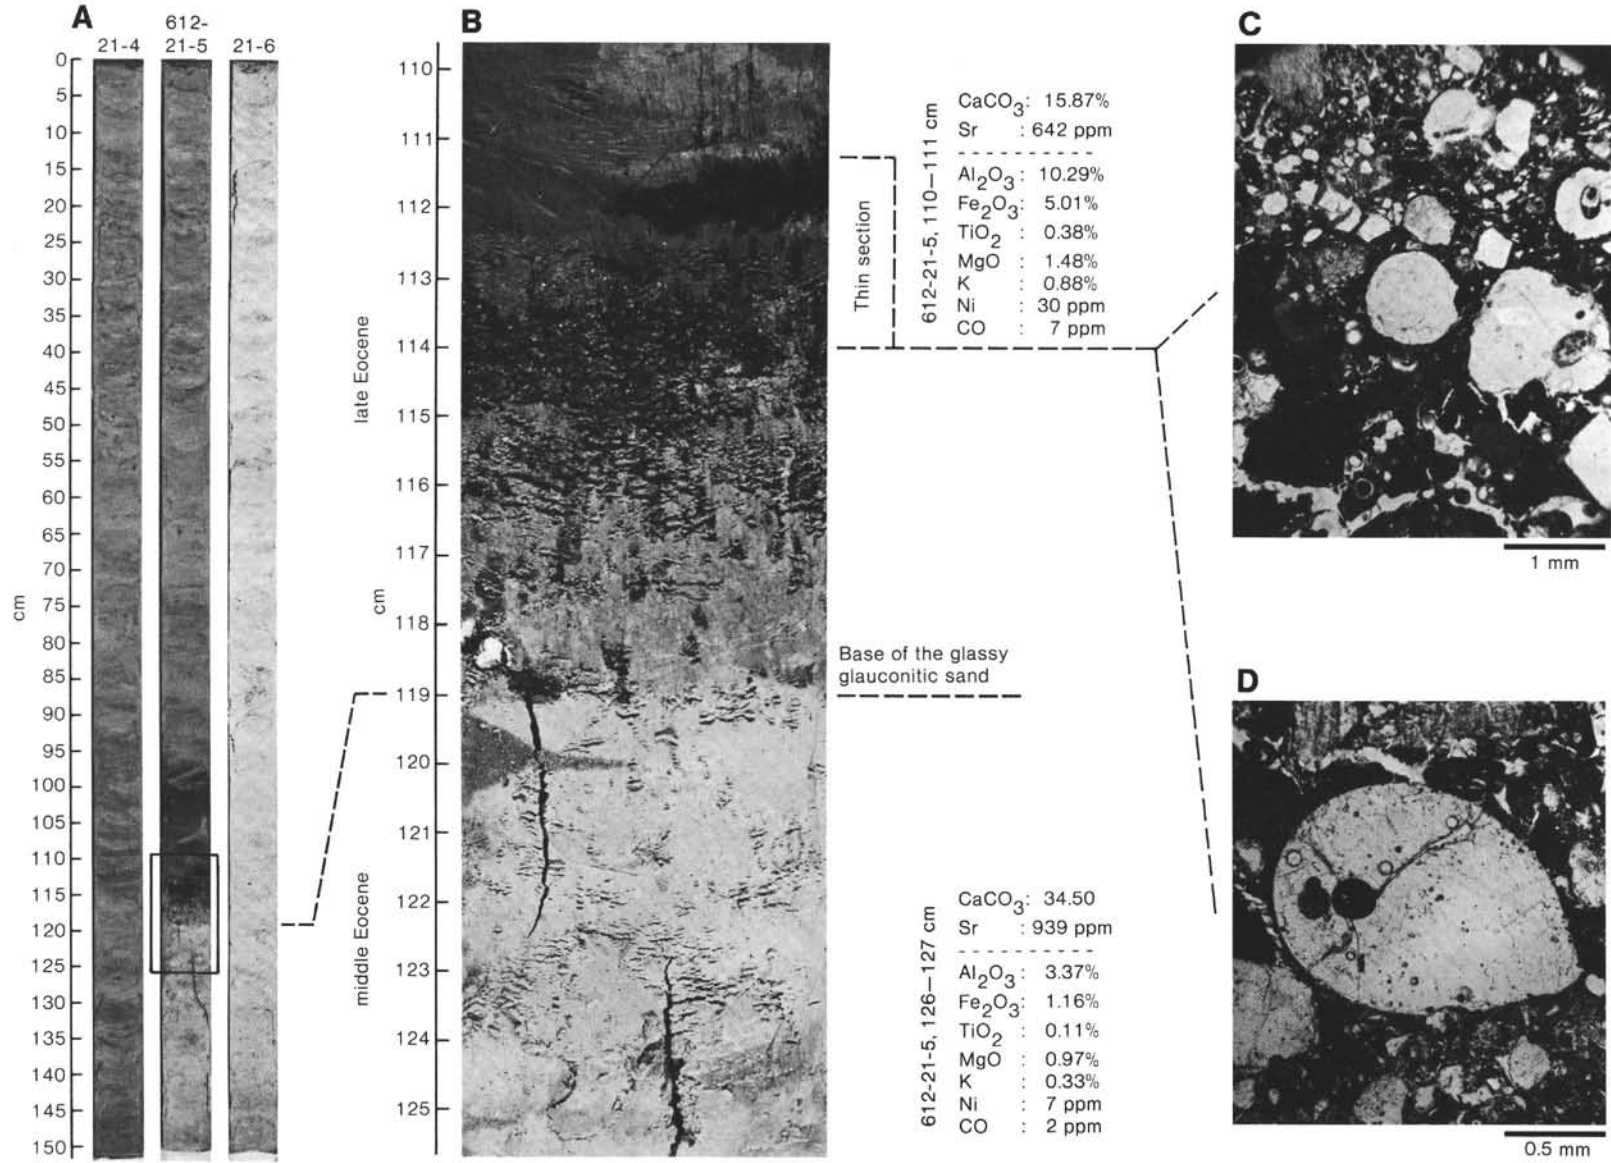 A
612-
21-4 21-5 21-6
0
5
10
15
20
25
30
35
40
45
50
55
60
65
70
75
80
85
90
95
100
105
110
115
120
125
130
135
140
145
150
cm
B
110
111
112
113
114
115
116
117
118
119
120
121
122
123
124
125
late Eocene
cm
middle Eocene
Thin section
612-21-5, 110—111 cm
CaCO3: 15.87%
Sr : 642 ppm
Al2O3: 10.29%
Fe2O3: 5.01%
TiO2 : 0.38%
MgO : 1.48%
K : 0.88%
Ni : 30 ppm
CO : 7 ppm
Base of the glassy
glauconitic sand
612-21-5, 126—127 cm
CaCO3: 34.50
Sr : 939 ppm
Al2O3: 3.37%
Fe2O3: 1.16%
TiO2 : 0.11%
MgO : 0.97%
K : 0.33%
Ni : 7 ppm
CO : 2 ppm
C
1 mm
D
0.5 mm